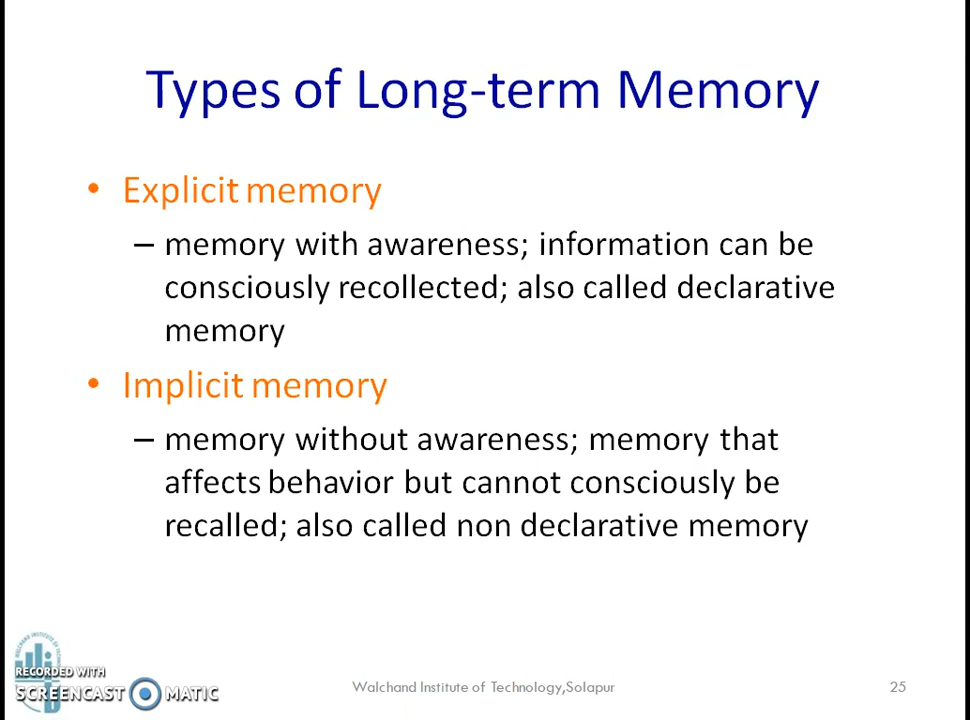 Types of Long-term Memory
• Explicit memory
– memory with awareness; information can be
consciously recollected; also called declarative
memory
• Implicit memory
– memory without awareness; memory that
affects behavior but cannot consciously be
recalled; also called non declarative memory
RECORDED WITH
SCREENCAST MATIC
Walchand Institute of Technology,Solapur
25